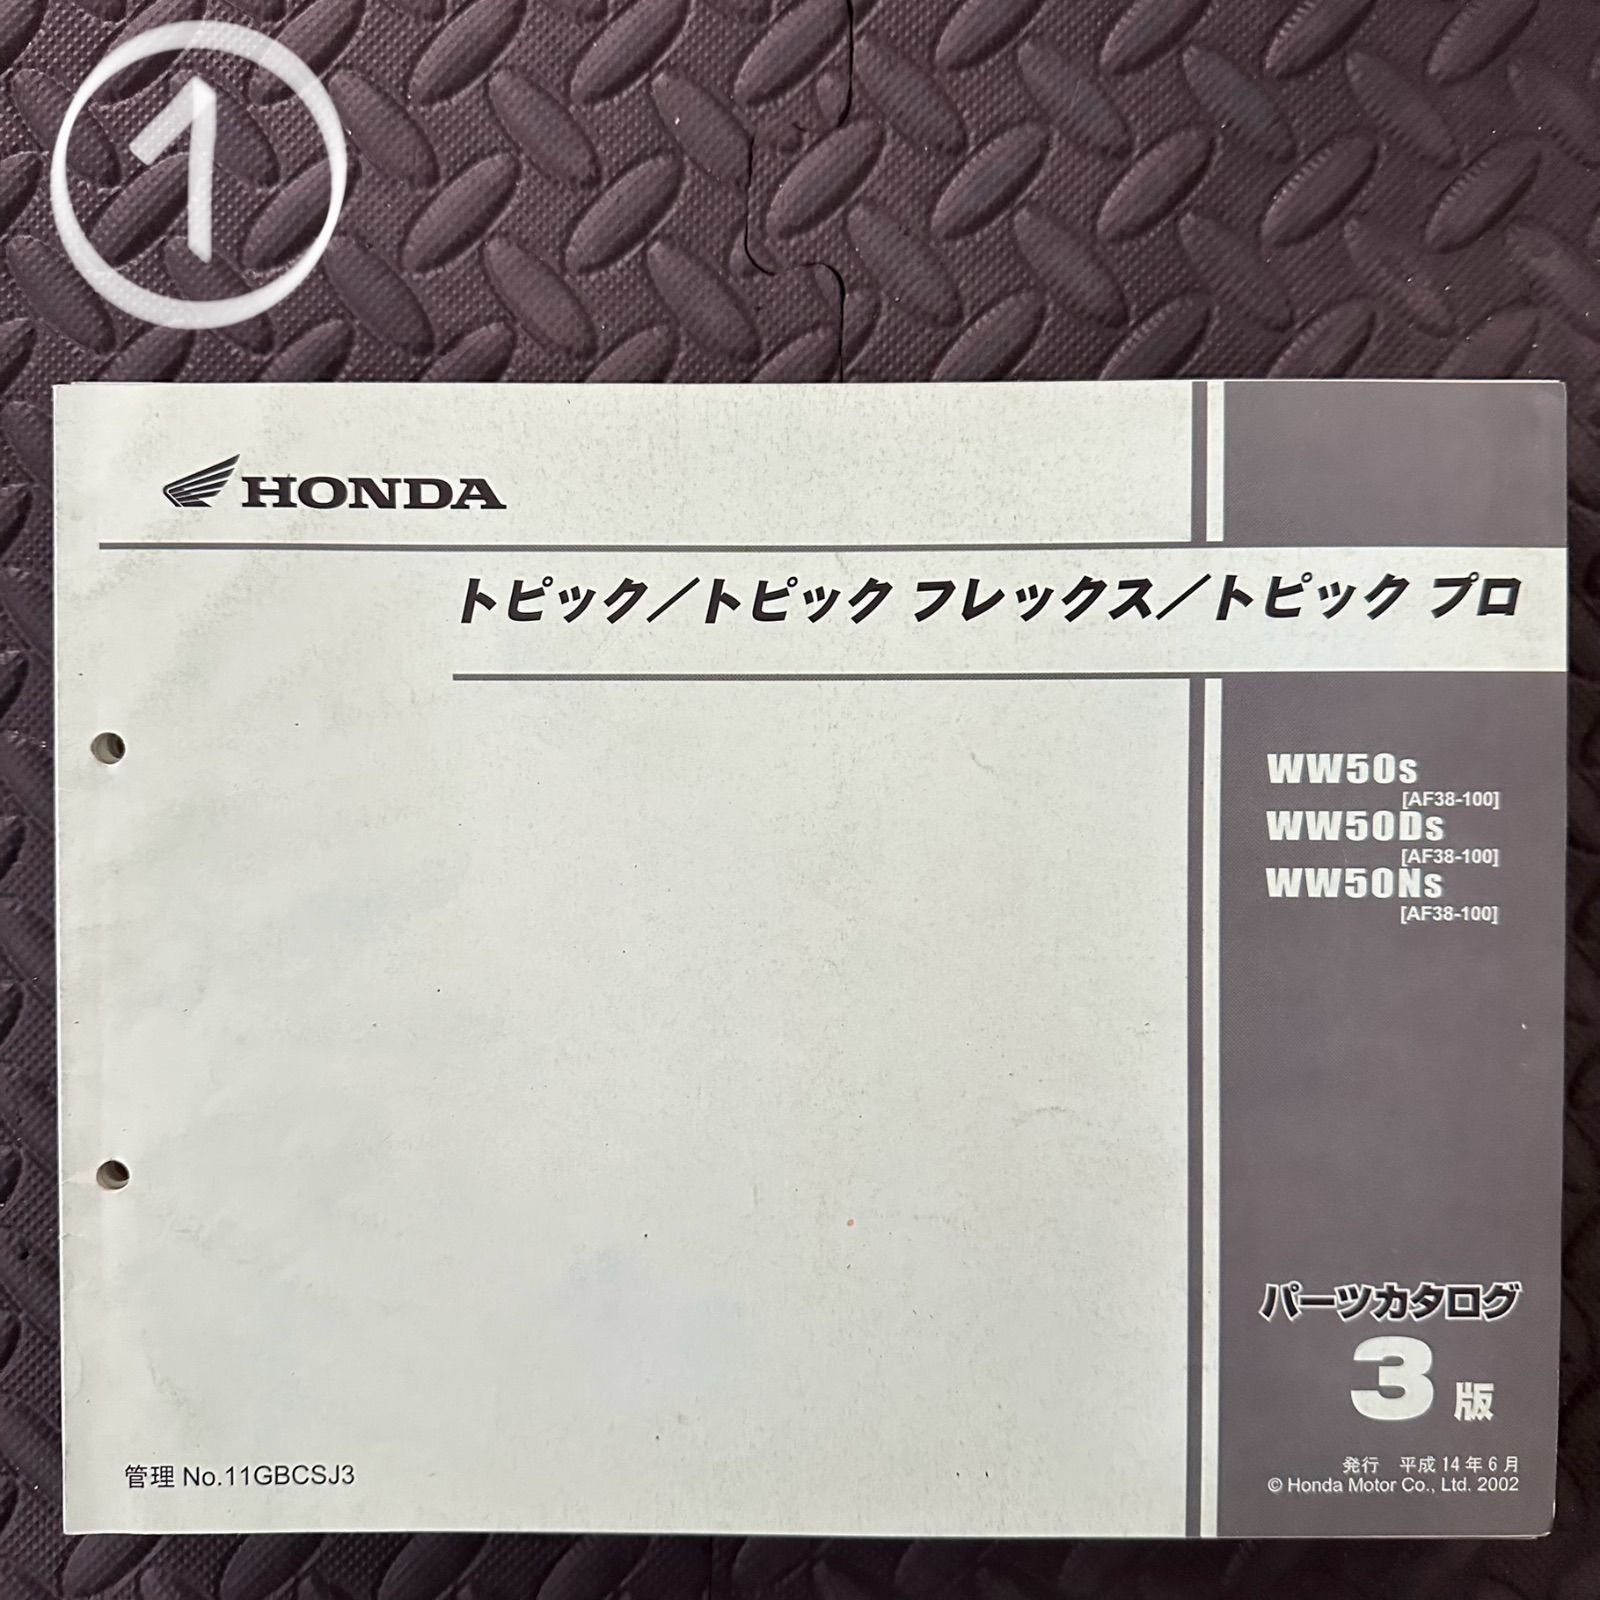 ①
HONDA
トピック／トピック フレックス／トピック プロ
WW50s
[AF38-100]
WW50Ds
[AF38-100]
WW50Ns
[AF38-100]
パーツカタログ
3版
管理 No.11GBCSJ3
発行 平成14年6月
© Honda Motor Co., Ltd. 2002